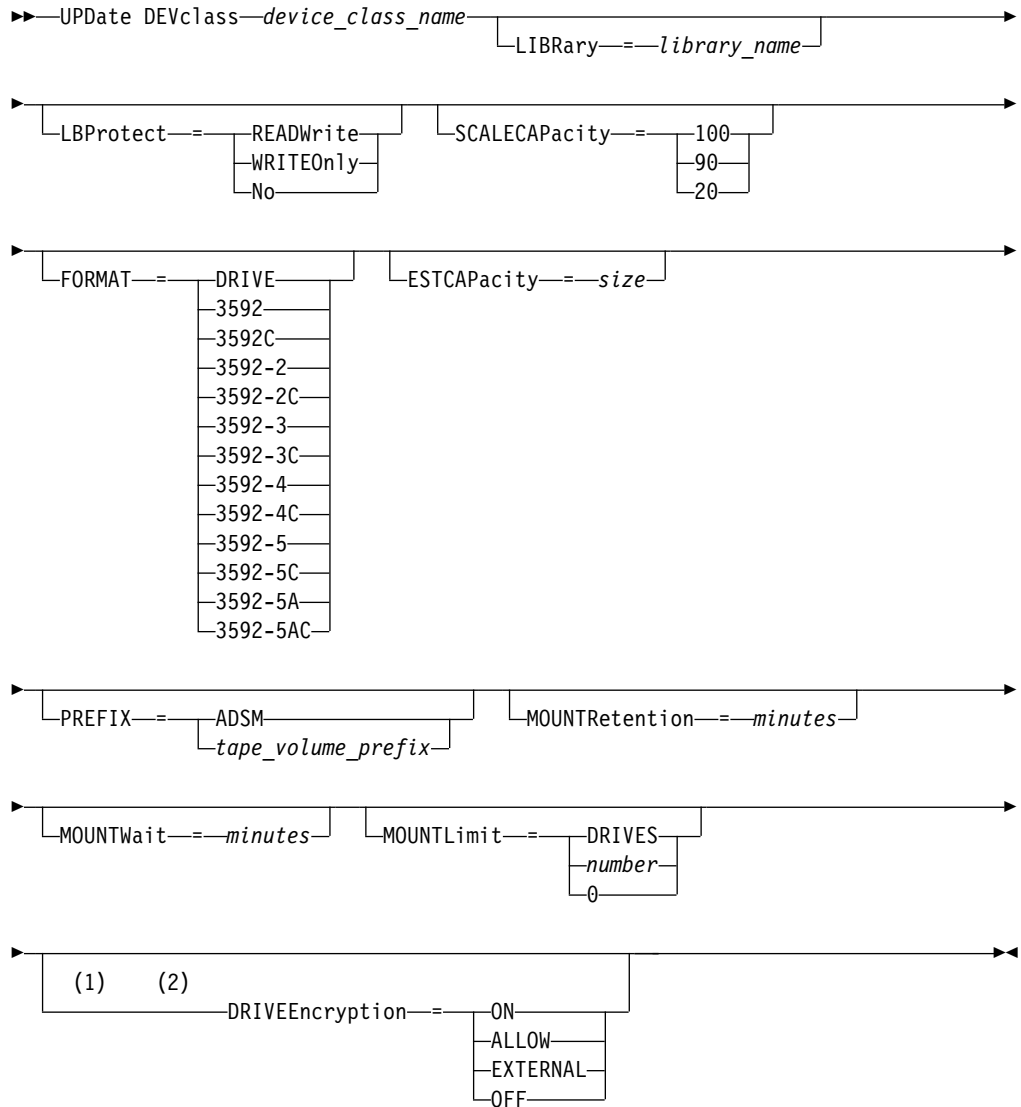 UPDate DEVclass device_class_name
LIBRary = library_name
LBProtect = READWrite
WRITEOnly
No
SCALECAPacity = 100
90
20
FORMAT = DRIVE
3592
3592C
3592-2
3592-2C
3592-3
3592-3C
3592-4
3592-4C
3592-5
3592-5C
3592-5A
3592-5AC
ESTCAPacity = size
PREFIX = ADSM
tape_volume_prefix
MOUNTRetention = minutes
MOUNTWait = minutes
MOUNTLimit = DRIVES
number
0
(1) (2)
DRIVEEncryption = ON
ALLOW
EXTERNAL
OFF